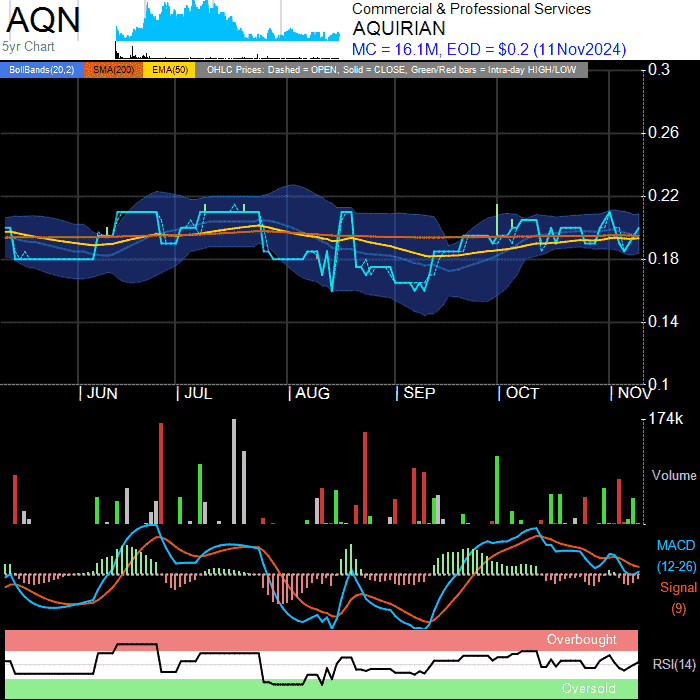 AQN
5yr Chart
Commercial & Professional Services
AQUIRIAN
MC = 16.1M, EOD = $0.2 (11Nov2024)
BollBands(20,2) SMA(200) EMA(50) OHLC Prices: Dashed = OPEN, Solid = CLOSE, Green/Red bars = Intra-day HIGH/LOW
0.3
0.26
0.22
0.18
0.14
0.1
JUN JUL AUG SEP OCT NOV
174k
Volume
MACD
(12-26)
Signal
(9)
Overbought
RSI(14)
Oversold